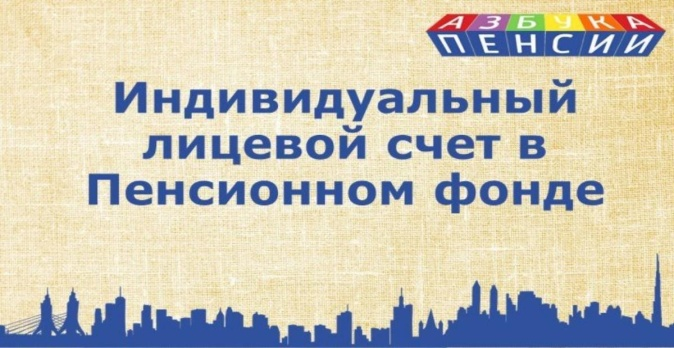 АЗБУКА
ПЕНСИИ
Индивидуальный
лицевой счет в
Пенсионном фонде